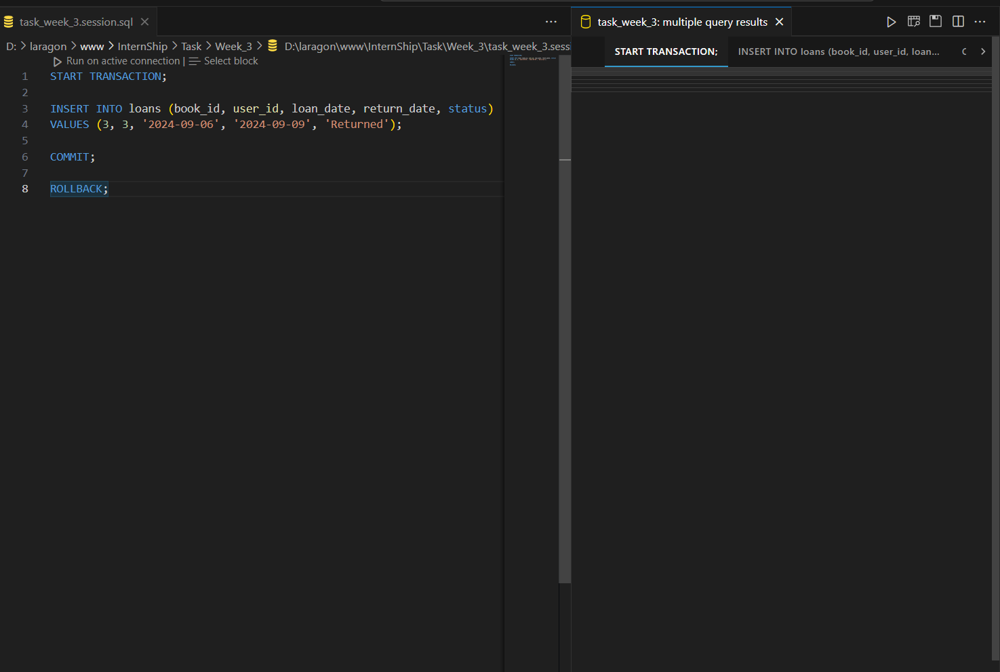 task_week_3.session.sql
D: > laragon > www > InternShip > Task > Week_3 > D:\laragon\www\InternShip\Task\Week_3\task_week_3.sessi
Run on active connection | Select block
1 START TRANSACTION;
2
3 INSERT INTO loans (book_id, user_id, loan_date, return_date, status)
4 VALUES (3, 3, '2024-09-06', '2024-09-09', 'Returned');
5
6 COMMIT;
7
8 ROLLBACK;
task_week_3: multiple query results
START TRANSACTION; INSERT INTO loans (book_id, user_id, loan... C